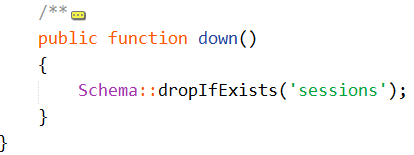 /**
public function down()
{
Schema::dropIfExists('sessions');
}
}